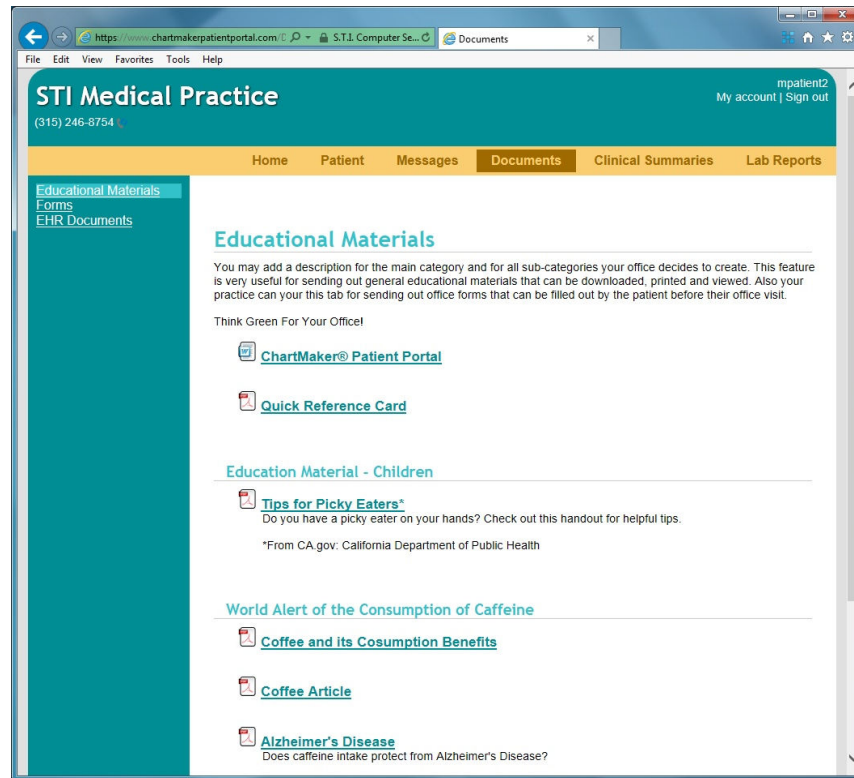 https://www.chartmakerpatientportal.com/D
S.T.I. Computer Se...
Documents
File Edit View Favorites Tools Help
STI Medical Practice
(315) 246-8754
mpatient2
My account | Sign out
Home Patient Messages Documents Clinical Summaries Lab Reports
Educational Materials
Forms
EHR Documents
Educational Materials
You may add a description for the main category and for all sub-categories your office decides to create. This feature
is very useful for sending out general educational materials that can be downloaded, printed and viewed. Also your
practice can your this tab for sending out office forms that can be filled out by the patient before their office visit.
Think Green For Your Office!
ChartMaker® Patient Portal
Quick Reference Card
Education Material - Children
Tips for Picky Eaters*
Do you have a picky eater on your hands? Check out this handout for helpful tips.
*From CA.gov: California Department of Public Health
World Alert of the Consumption of Caffeine
Coffee and its Cosumption Benefits
Coffee Article
Alzheimer's Disease
Does caffeine intake protect from Alzheimer's Disease?